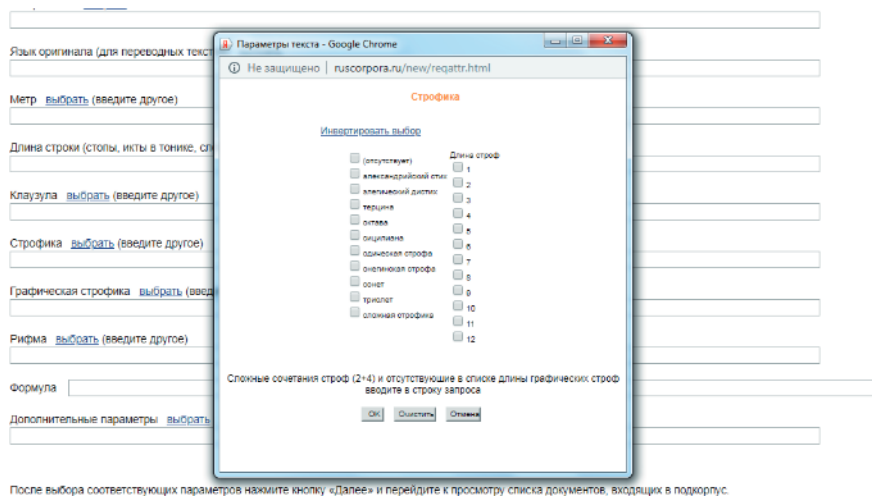 выбрать
Язык оригинала (для переводных текст
Метр выбрать (введите другое)
Длина строки (стопы, икты в тонике, сл
Клаузула выбрать (введите другое)
Строфика выбрать (введите другое)
Графическая строфика выбрать (введ
Рифма выбрать (введите другое)
Формула
Дополнительные параметры выбрать
После выбора соответствующих параметров нажмите кнопку «Далее» и перейдите к просмотру списка документов, входящих в подкорпус.
Параметры текста - Google Chrome
Не защищено | ruscorpora.ru/new/reqattr.html
Строфика
Инвертировать выбор
(отсутствует)
александрийский стих
элегический дистих
терцина
октава
сицилиана
одическая строфа
онегинская строфа
сонет
триолет
сложная строфика
Длина строф
1
2
3
4
5
6
7
8
9
10
11
12
Сложные сочетания строф (2+4) и отсутствующие в списке длины графических строф
вводите в строку запроса
OK Очистить Отмена